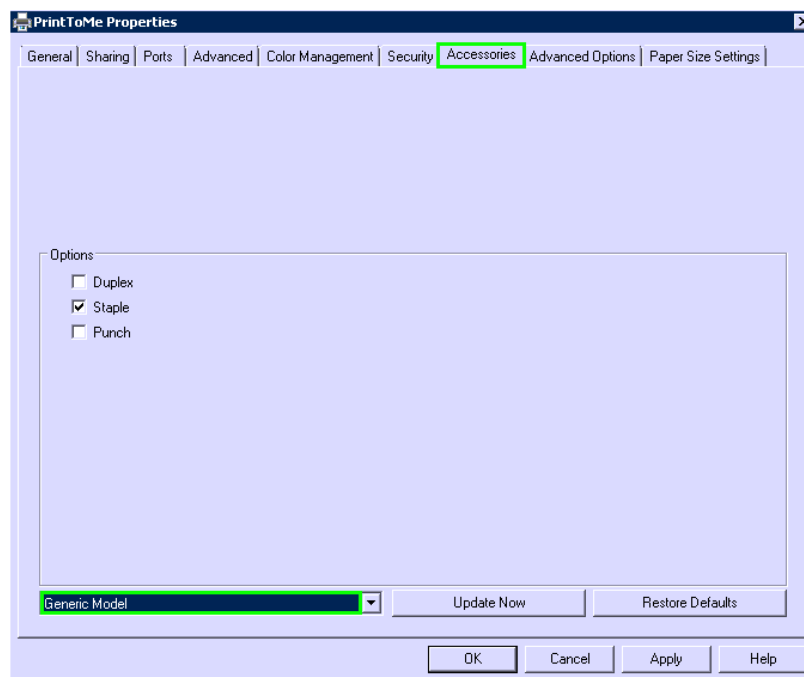 PrintToMe Properties
General Sharing Ports Advanced Color Management Security Accessories Advanced Options Paper Size Settings
Options
Duplex
Staple
Punch
Generic Model Update Now Restore Defaults
OK Cancel Apply Help